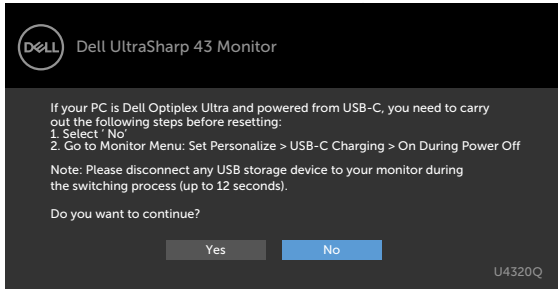 DELL
Dell UltraSharp 43 Monitor
If your PC is Dell Optiplex Ultra and powered from USB-C, you need to carry
out the following steps before resetting:
1. Select ‘ No’
2. Go to Monitor Menu: Set Personalize > USB-C Charging > On During Power Off
Note: Please disconnect any USB storage device to your monitor during
the switching process (up to 12 seconds).
Do you want to continue?
Yes No
U4320Q